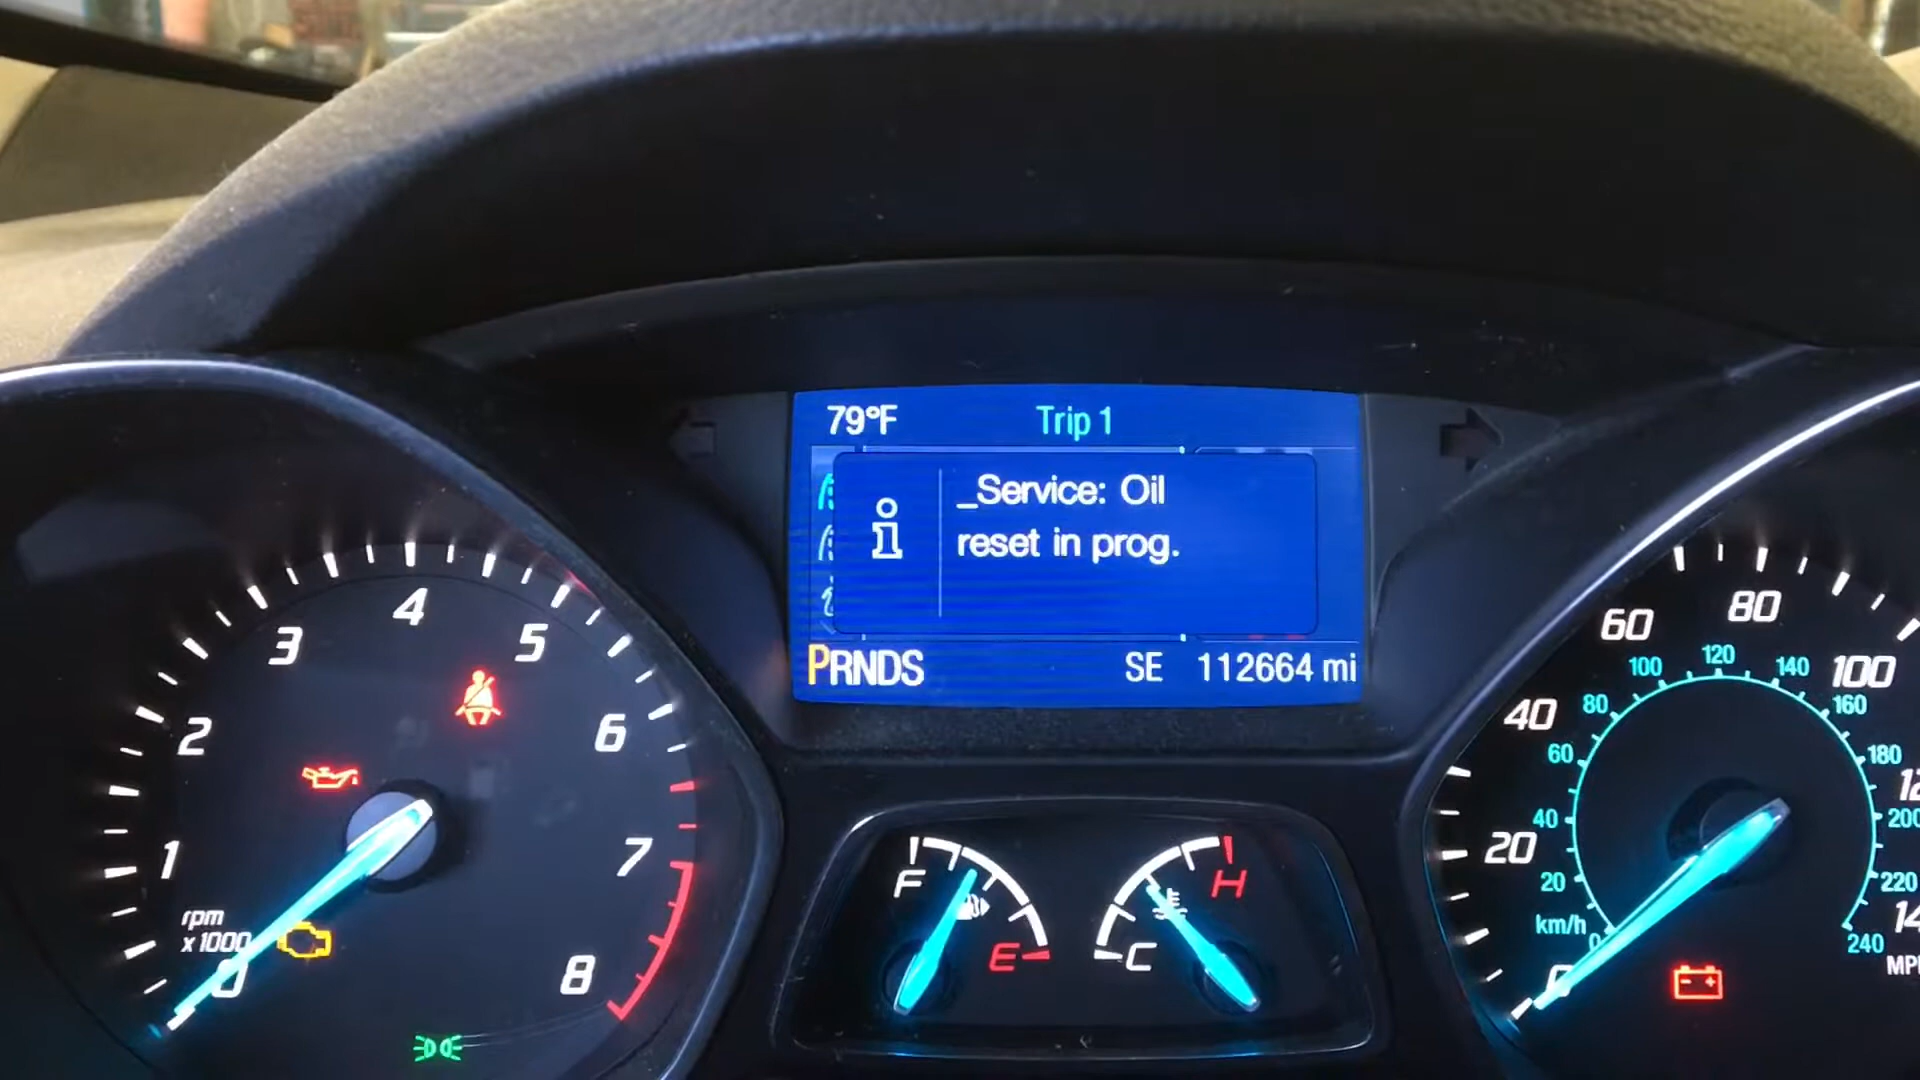 79°F Trip 1
_Service: Oil
reset in prog.
PRNDS SE 112664 mi
0 1 2 3 4 5 6 7 8
rpm
x 1000
F E
C H
0 20 40 60 80 100
0 20 40 60 80 100 120 140 160 180 200 220 240
km/h